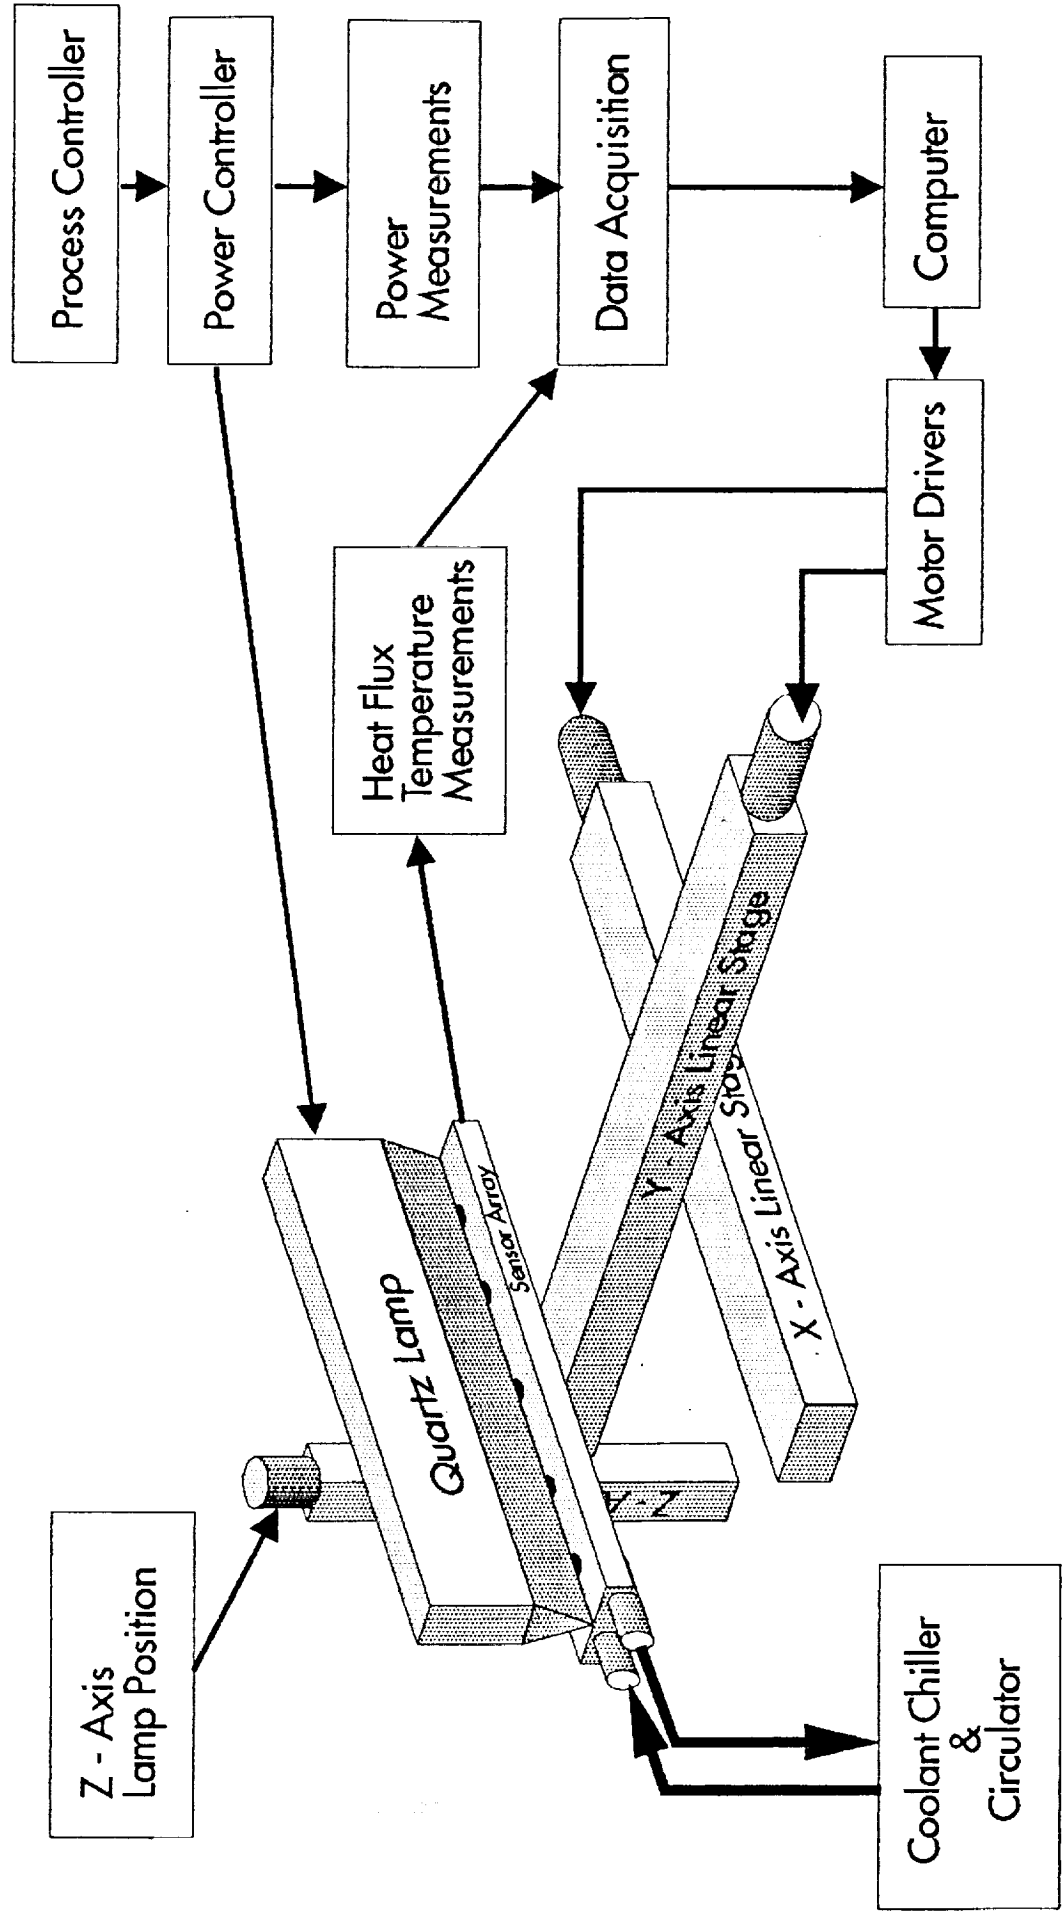 Process Controller
Power Controller
Power
Measurements
Data Acquisition
Computer
Motor Drivers
Heat Flux
Temperature
Measurements
Z - Axis
Lamp Position
Quartz Lamp
Sensor Array
Y - Axis Linear Stage
X - Axis Linear Stag
Z - A
Coolant Chiller
&
Circulator